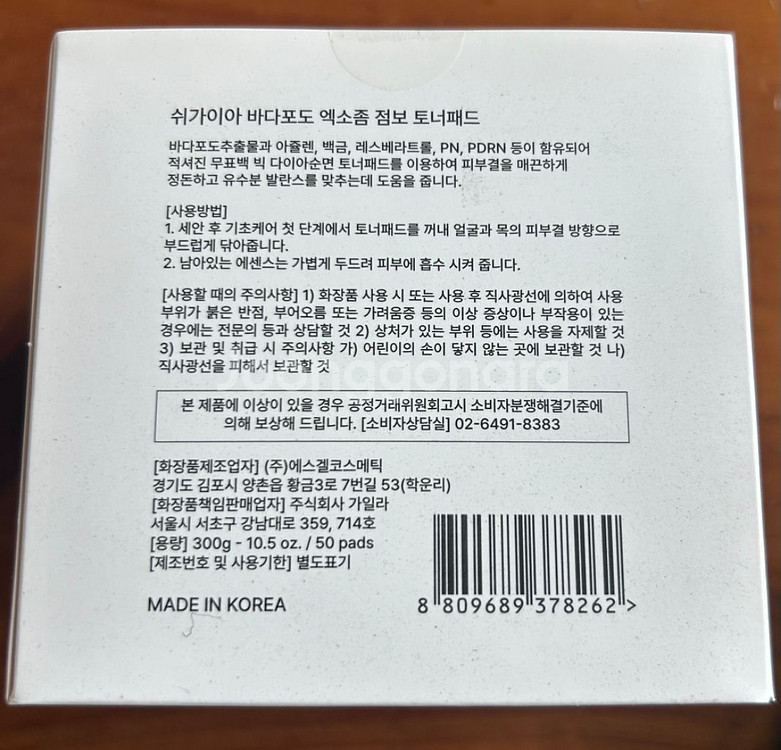 쉬가이아 바다포도 엑소좀 점보 토너패드
바다포도추출물과 아쥴렌, 백금, 레스베라트롤, PN, PDRN 등이 함유되어
적셔진 무표백 빅 다이아순면 토너패드를 이용하여 피부결을 매끈하게
정돈하고 유수분 발란스를 맞추는데 도움을 줍니다.
[사용방법]
1. 세안 후 기초케어 첫 단계에서 토너패드를 꺼내 얼굴과 목의 피부결 방향으로
부드럽게 닦아줍니다.
2. 남아있는 에센스는 가볍게 두드려 피부에 흡수 시켜 줍니다.
[사용할 때의 주의사항] 1) 화장품 사용 시 또는 사용 후 직사광선에 의하여 사용
부위가 붉은 반점, 부어오름 또는 가려움증 등의 이상 증상이나 부작용이 있는
경우에는 전문의 등과 상담할 것 2) 상처가 있는 부위 등에는 사용을 자제할 것
3) 보관 및 취급 시 주의사항 가) 어린이의 손이 닿지 않는 곳에 보관할 것 나)
직사광선을 피해서 보관할 것
joonggonara
본 제품에 이상이 있을 경우 공정거래위원회고시 소비자분쟁해결기준에
의해 보상해 드립니다. [소비자상담실] 02-6491-8383
[화장품제조업자] (주)에스겔코스메틱
경기도 김포시 양촌읍 황금3로 7번길 53(학운리)
[화장품책임판매업자] 주식회사 가일라
서울시 서초구 강남대로 359, 714호
[용량] 300g - 10.5 oz. / 50 pads
[제조번호 및 사용기한] 별도표기
MADE IN KOREA
8 809689 378262 >